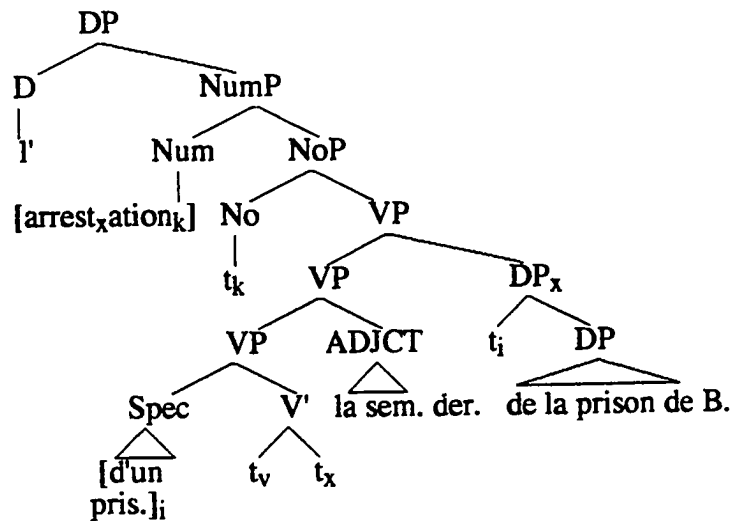 DP
D NumP
l' Num NoP
[arrestₓationₖ] No VP
tₖ VP DPₓ
VP ADJCT tᵢ DP
Spec V' la sem. der. de la prison de B.
[d'un tᵥ tₓ
pris.]ᵢ